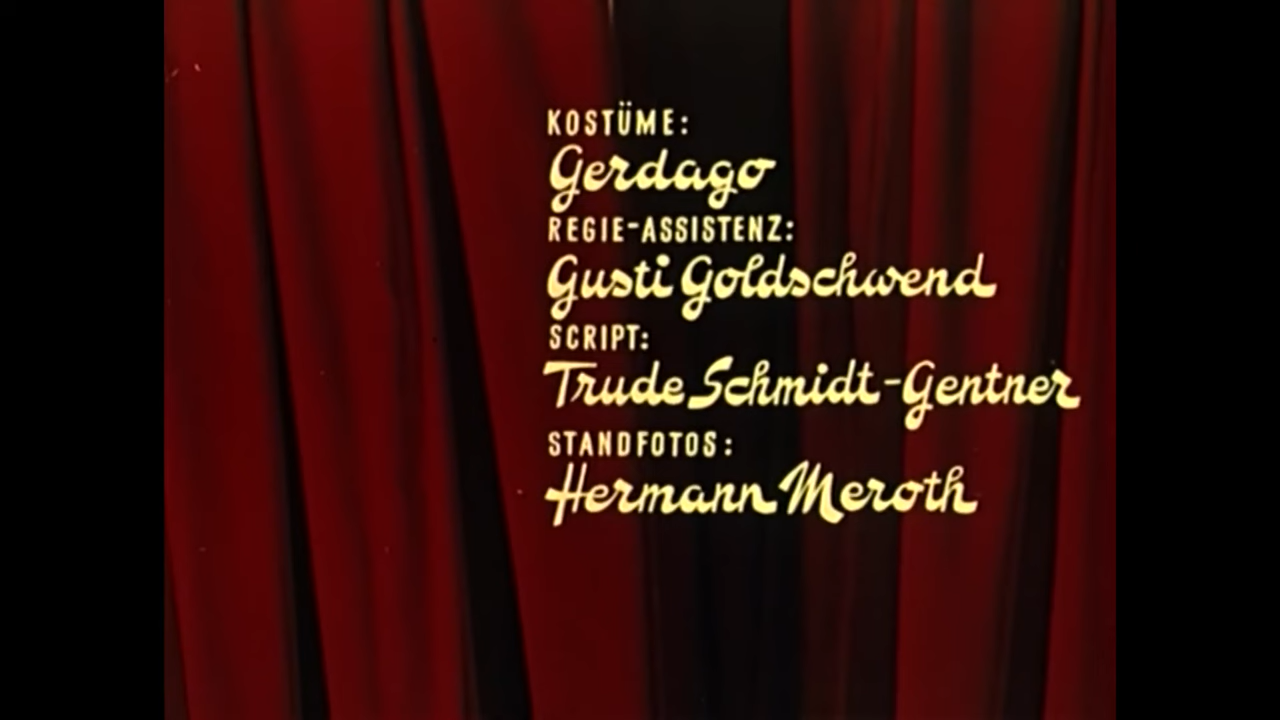 KOSTÜME:
Gerdago
REGIE-ASSISTENZ:
Gusti Goldschwend
SCRIPT:
Trude Schmidt-Gentner
STANDFOTOS:
Hermann Meroth